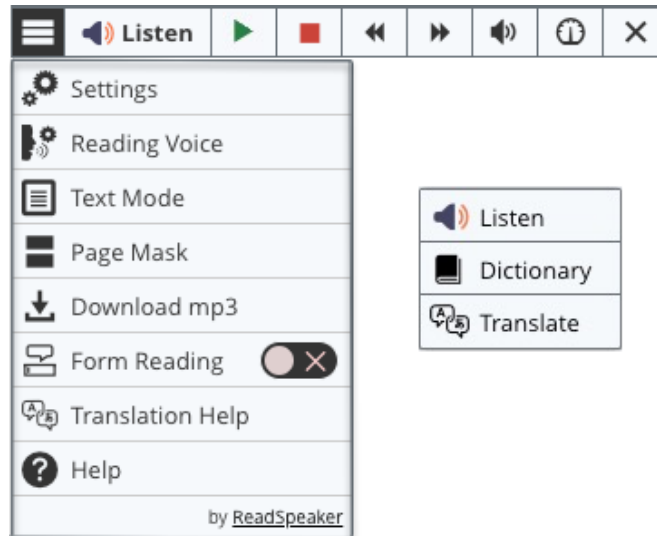 Listen
Settings
Reading Voice
Text Mode
Page Mask
Download mp3
Form Reading
Translation Help
Help
by ReadSpeaker
Listen
Dictionary
Translate